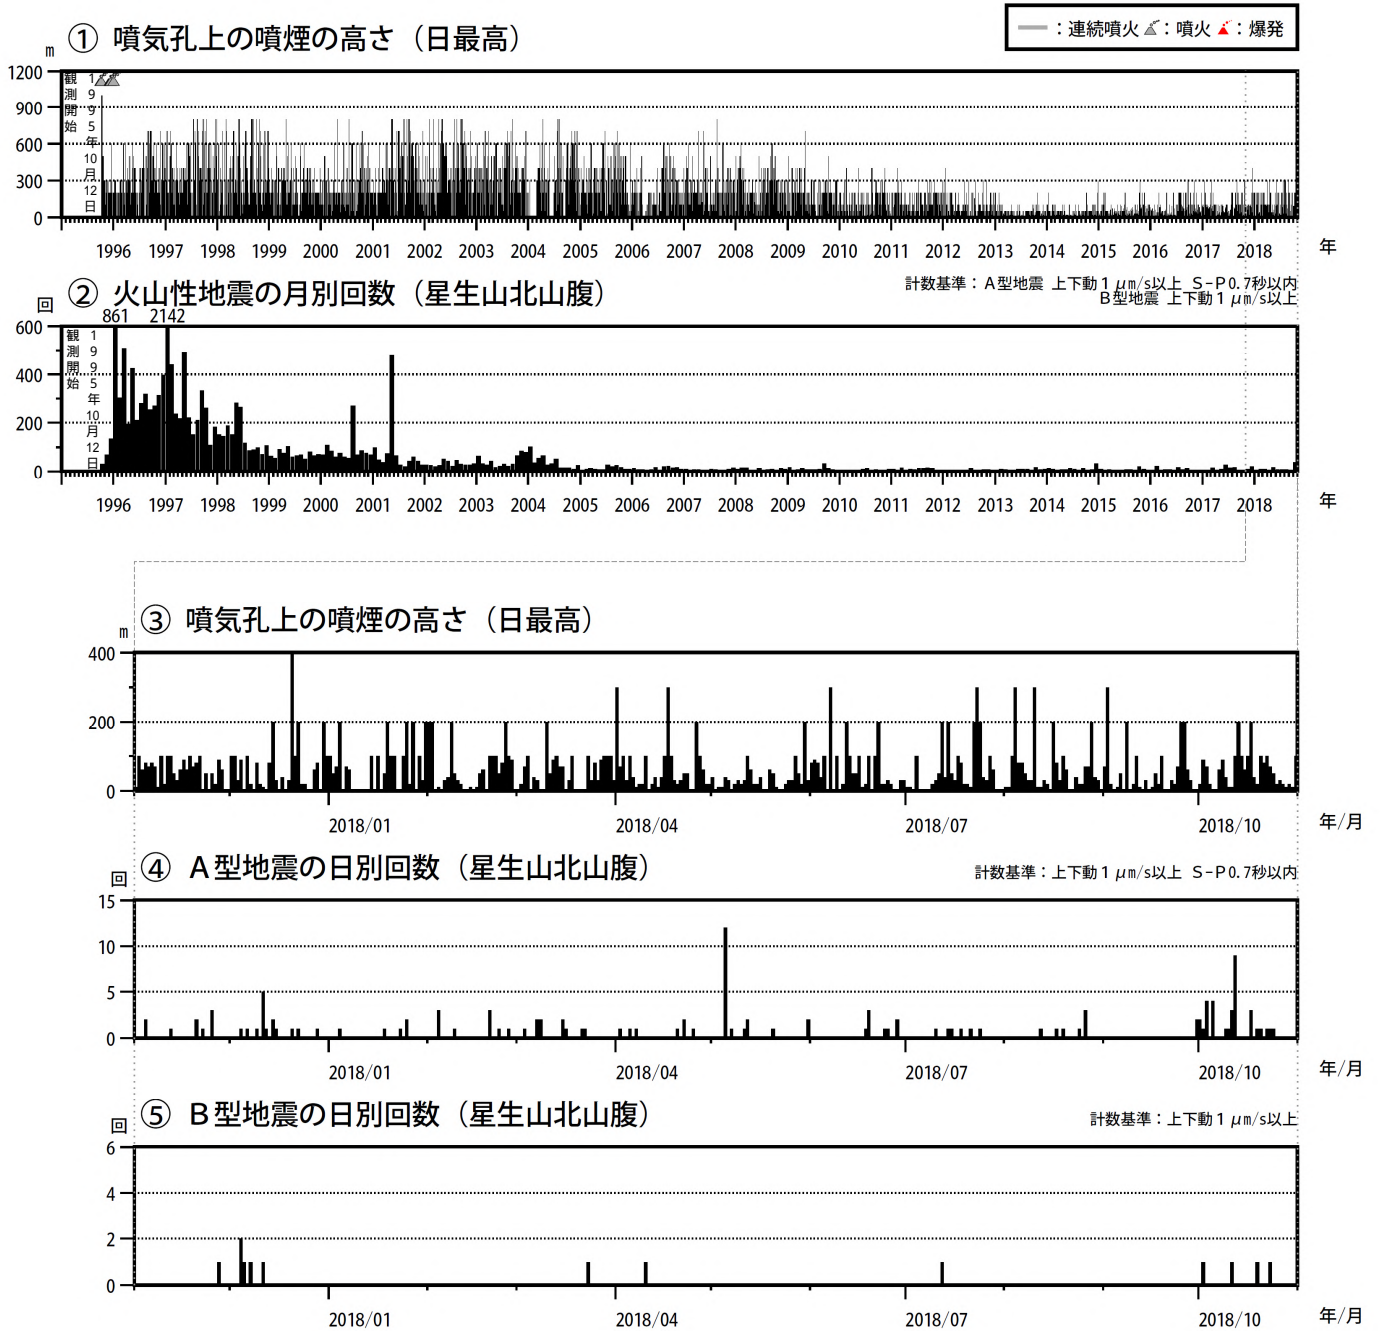 ① 噴気孔上の噴煙の高さ（日最高）
━：連続噴火 ：噴火 ：爆発
m
1200
900
600
300
0
観測開始
1995年10月12日
1996 1997 1998 1999 2000 2001 2002 2003 2004 2005 2006 2007 2008 2009 2010 2011 2012 2013 2014 2015 2016 2017 2018 年
② 火山性地震の月別回数（星生山北山腹）
計数基準：Ａ型地震 上下動１μm/s以上 Ｓ−Ｐ0.7秒以内
Ｂ型地震 上下動１μm/s以上
回
861 2142
600
400
200
0
観測開始
1995年10月12日
1996 1997 1998 1999 2000 2001 2002 2003 2004 2005 2006 2007 2008 2009 2010 2011 2012 2013 2014 2015 2016 2017 2018 年
③ 噴気孔上の噴煙の高さ（日最高）
m
400
200
0
2018/01 2018/04 2018/07 2018/10 年/月
④ Ａ型地震の日別回数（星生山北山腹）
計数基準：上下動１μm/s以上 Ｓ−Ｐ0.7秒以内
回
15
10
5
0
2018/01 2018/04 2018/07 2018/10 年/月
⑤ Ｂ型地震の日別回数（星生山北山腹）
計数基準：上下動１μm/s以上
回
6
4
2
0
2018/01 2018/04 2018/07 2018/10 年/月